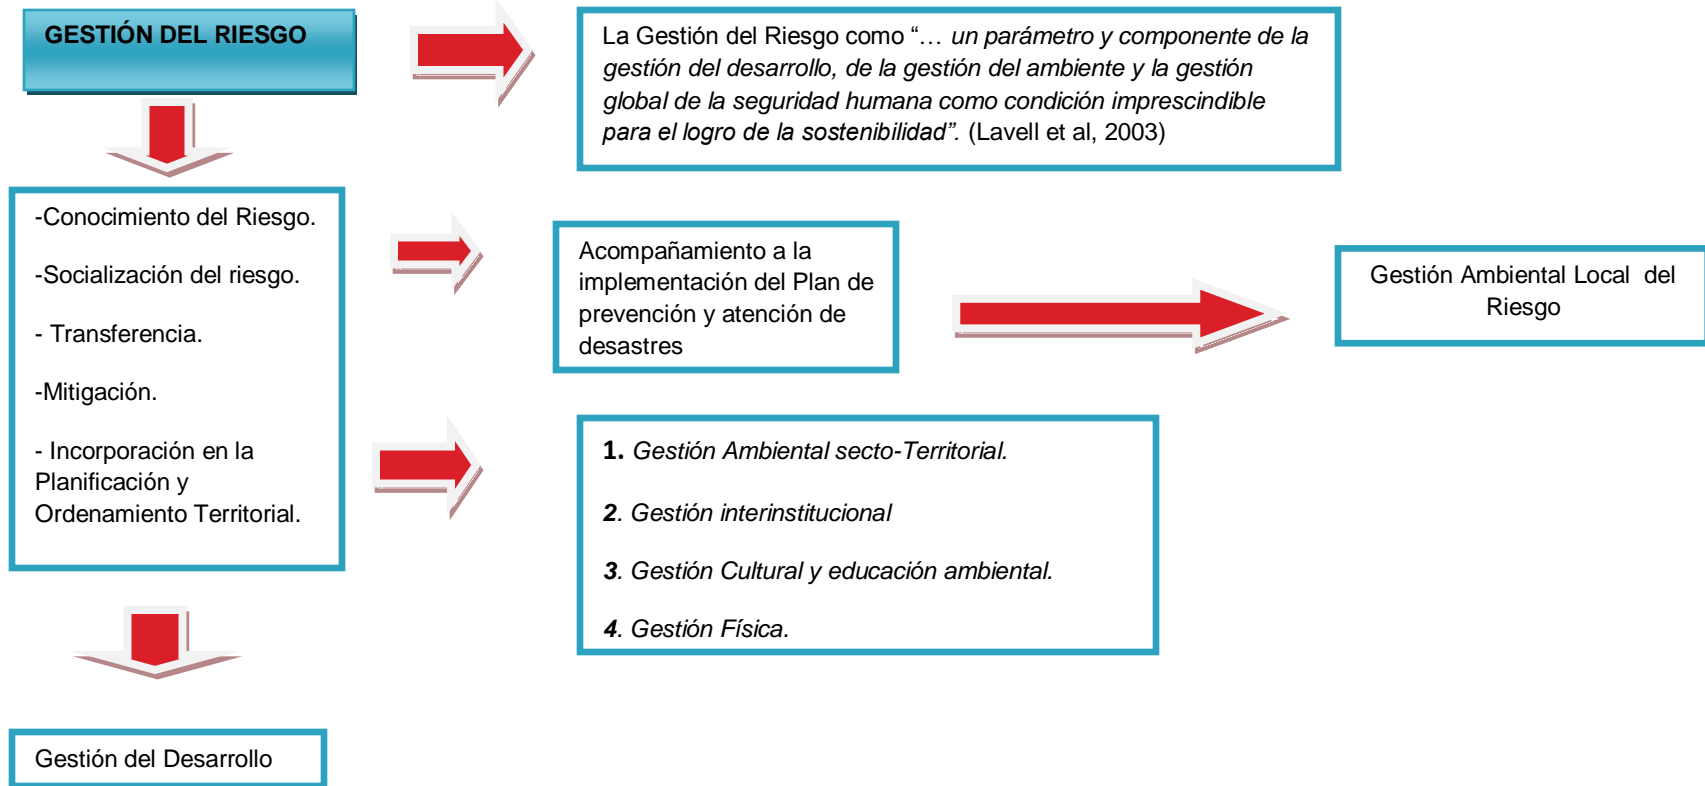 GESTIÓN DEL RIESGO
La Gestión del Riesgo como “… un parámetro y componente de la
gestión del desarrollo, de la gestión del ambiente y la gestión
global de la seguridad humana como condición imprescindible
para el logro de la sostenibilidad”. (Lavell et al, 2003)
-Conocimiento del Riesgo.
-Socialización del riesgo.
- Transferencia.
-Mitigación.
- Incorporación en la
Planificación y
Ordenamiento Territorial.
Acompañamiento a la
implementación del Plan de
prevención y atención de
desastres
Gestión Ambiental Local  del
Riesgo
1. Gestión Ambiental secto-Territorial.
2. Gestión interinstitucional
3. Gestión Cultural y educación ambiental.
4. Gestión Física.
Gestión del Desarrollo